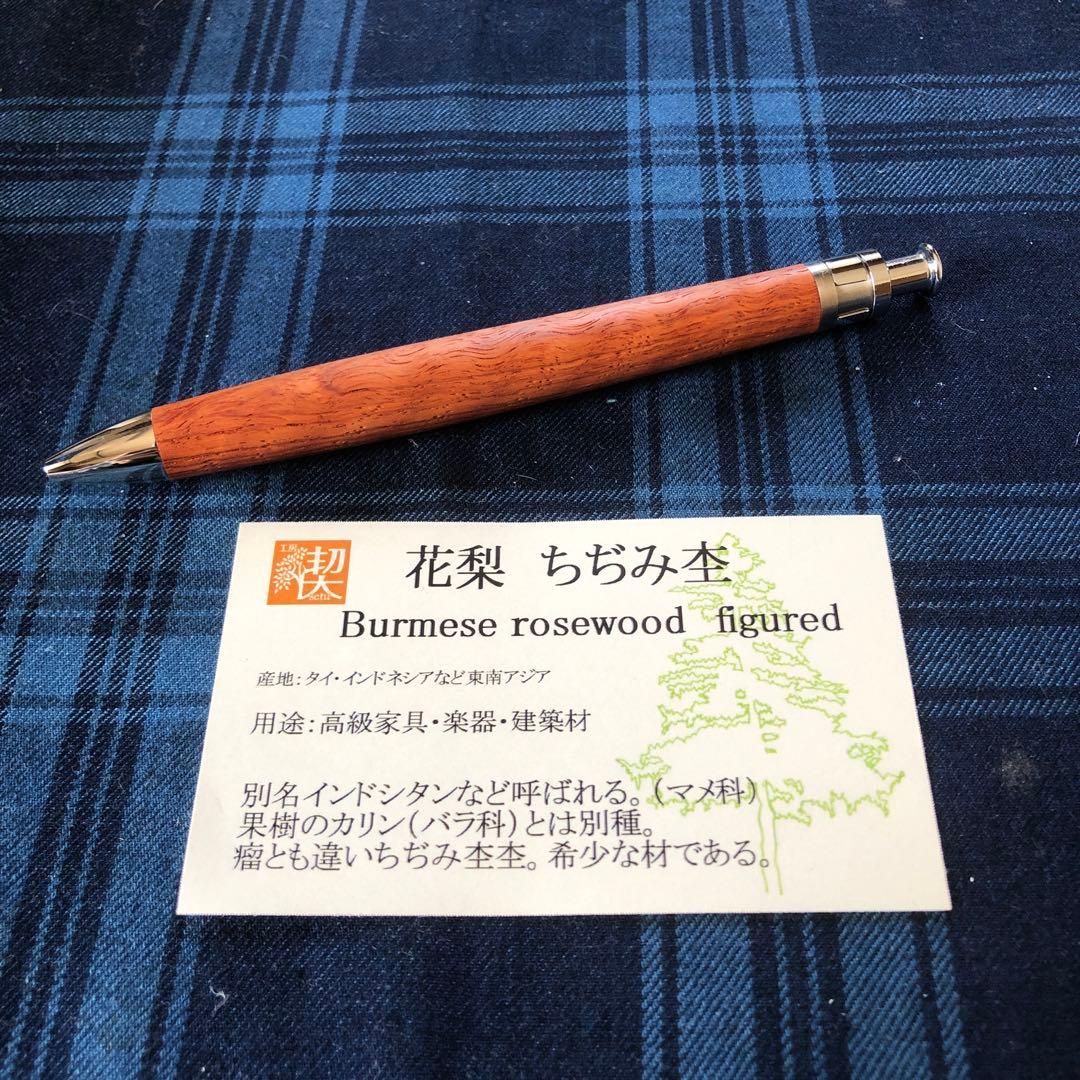 工房
契
setu
花梨 ちぢみ杢
Burmese rosewood figured
産地:タイ・インドネシアなど東南アジア
用途:高級家具・楽器・建築材
別名インドシタンなど呼ばれる。(マメ科)
果樹のカリン(バラ科)とは別種。
瘤とも違いちぢみ杢杢。希少な材である。